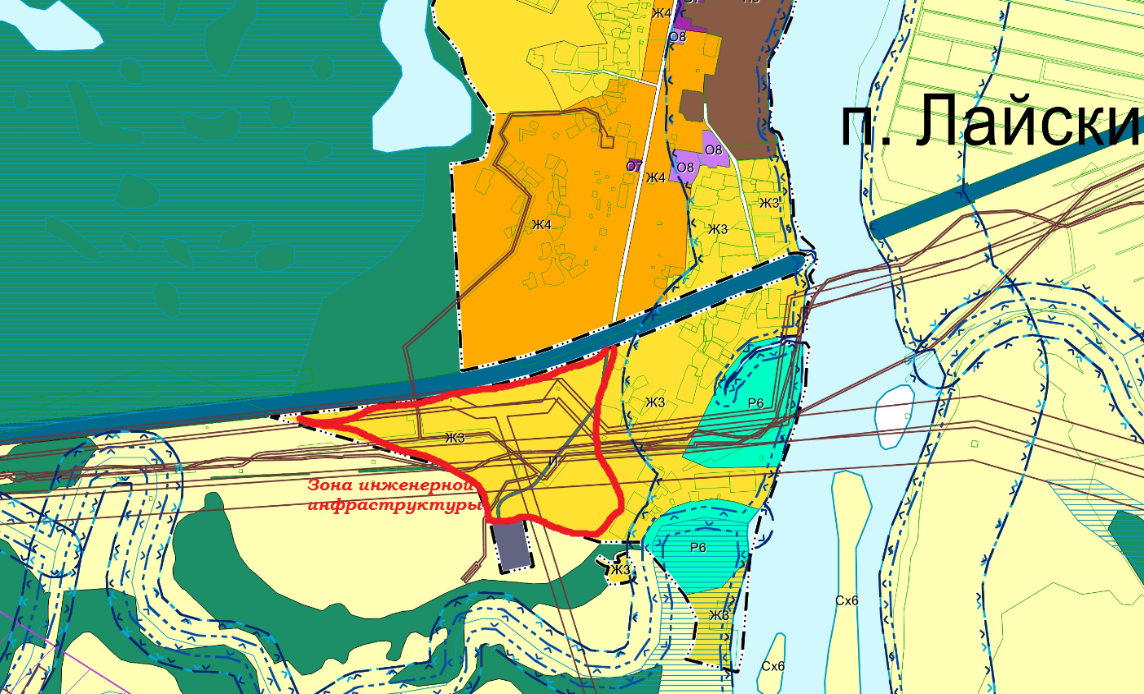 Ж4
О8
п. Лайски
О8
О7
О8
Ж4
Ж3
Ж4
Ж3
Ж3
Р6
Ж3
П
Зона инженерной
инфраструктуры
Р6
Ж3
Сх6
Ж3
Сх6